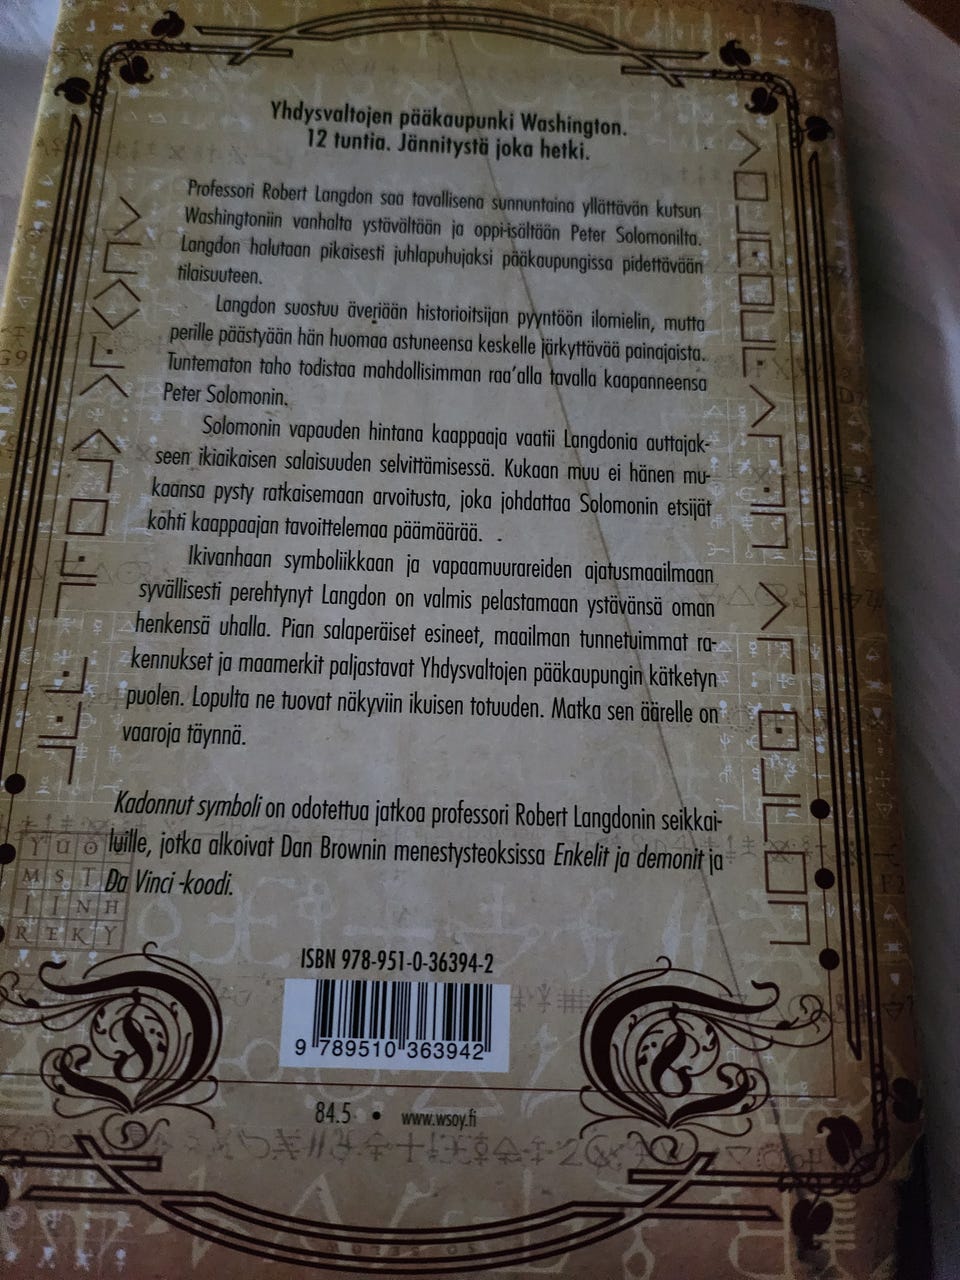 Yhdysvaltojen pääkaupunki Washington.
12 tuntia. Jännitystä joka hetki.
Professori Robert Langdon saa tavallisena sunnuntaina yllättävän kutsun
Washingtoniin vanhalta ystävältään ja oppi-isältään Peter Solomonilta.
Langdon halutaan pikaisesti juhlapuhujaksi pääkaupungissa pidettävään
tilaisuuteen.
Langdon suostuu äveriään historioitsijan pyyntöön ilomielin, mutta
perille päästyään hän huomaa astuneensa keskelle järkyttävää painajaista.
Tuntematon taho todistaa mahdollisimman raa'alla tavalla kaapanneensa
Peter Solomonin.
Solomonin vapauden hintana kaappaaja vaatii Langdonia auttajak-
seen ikiaikaisen salaisuuden selvittämisessä. Kukaan muu ei hänen mu-
kaansa pysty ratkaisemaan arvoitusta, joka johdattaa Solomonin etsijät
kohti kaappaajan tavoittelemaa päämäärää.
Ikivanhaan symboliikkaan ja vapaamuurareiden ajatusmaailmaan
syvällisesti perehtynyt Langdon on valmis pelastamaan ystävänsä oman
henkensä uhalla. Pian salaperäiset esineet, maailman tunnetuimmat ra-
kennukset ja maamerkit paljastavat Yhdysvaltojen pääkaupungin kätketyn
puolen. Lopulta ne tuovat näkyviin ikuisen totuuden. Matka sen äärelle on
vaaroja täynnä.
Kadonnut symboli on odotettua jatkoa professori Robert Langdonin seikkai-
luille, jotka alkoivat Dan Brownin menestysteoksissa Enkelit ja demonit ja
Da Vinci -koodi.
Y U O
M S T
I I N H
R E K Y
ISBN 978-951-0-36394-2
9 789510 363942
84.5 • www.wsoy.fi